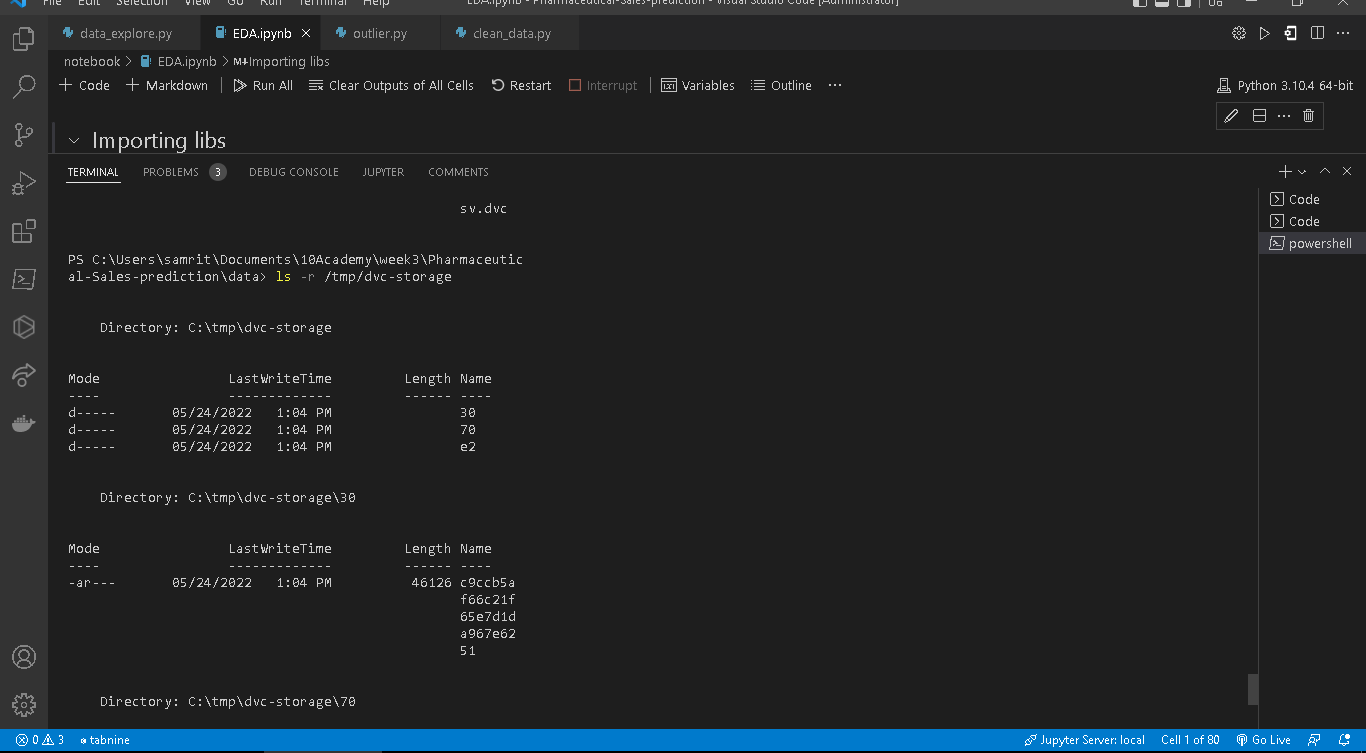 File Edit Selection View Go Run Terminal Help EDA.ipynb - Pharmaceutical-Sales-prediction - Visual Studio Code [Administrator]
data_explore.py EDA.ipynb outlier.py clean_data.py
notebook > EDA.ipynb > M↓Importing libs
+ Code + Markdown Run All Clear Outputs of All Cells Restart Interrupt Variables Outline ... Python 3.10.4 64-bit
Importing libs
TERMINAL PROBLEMS 3 DEBUG CONSOLE JUPYTER COMMENTS
Code
Code
powershell
sv.dvc
PS C:\Users\samrit\Documents\10Academy\week3\Pharmaceutic
al-Sales-prediction\data> ls -r /tmp/dvc-storage
Directory: C:\tmp\dvc-storage
Mode LastWriteTime Length Name
---- ------------- ------ ----
d----- 05/24/2022 1:04 PM 30
d----- 05/24/2022 1:04 PM 70
d----- 05/24/2022 1:04 PM e2
Directory: C:\tmp\dvc-storage\30
Mode LastWriteTime Length Name
---- ------------- ------ ----
-ar--- 05/24/2022 1:04 PM 46126 c9ccb5a
f66c21f
65e7d1d
a967e62
51
Directory: C:\tmp\dvc-storage\70
0 3 tabnine Jupyter Server: local Cell 1 of 80 Go Live